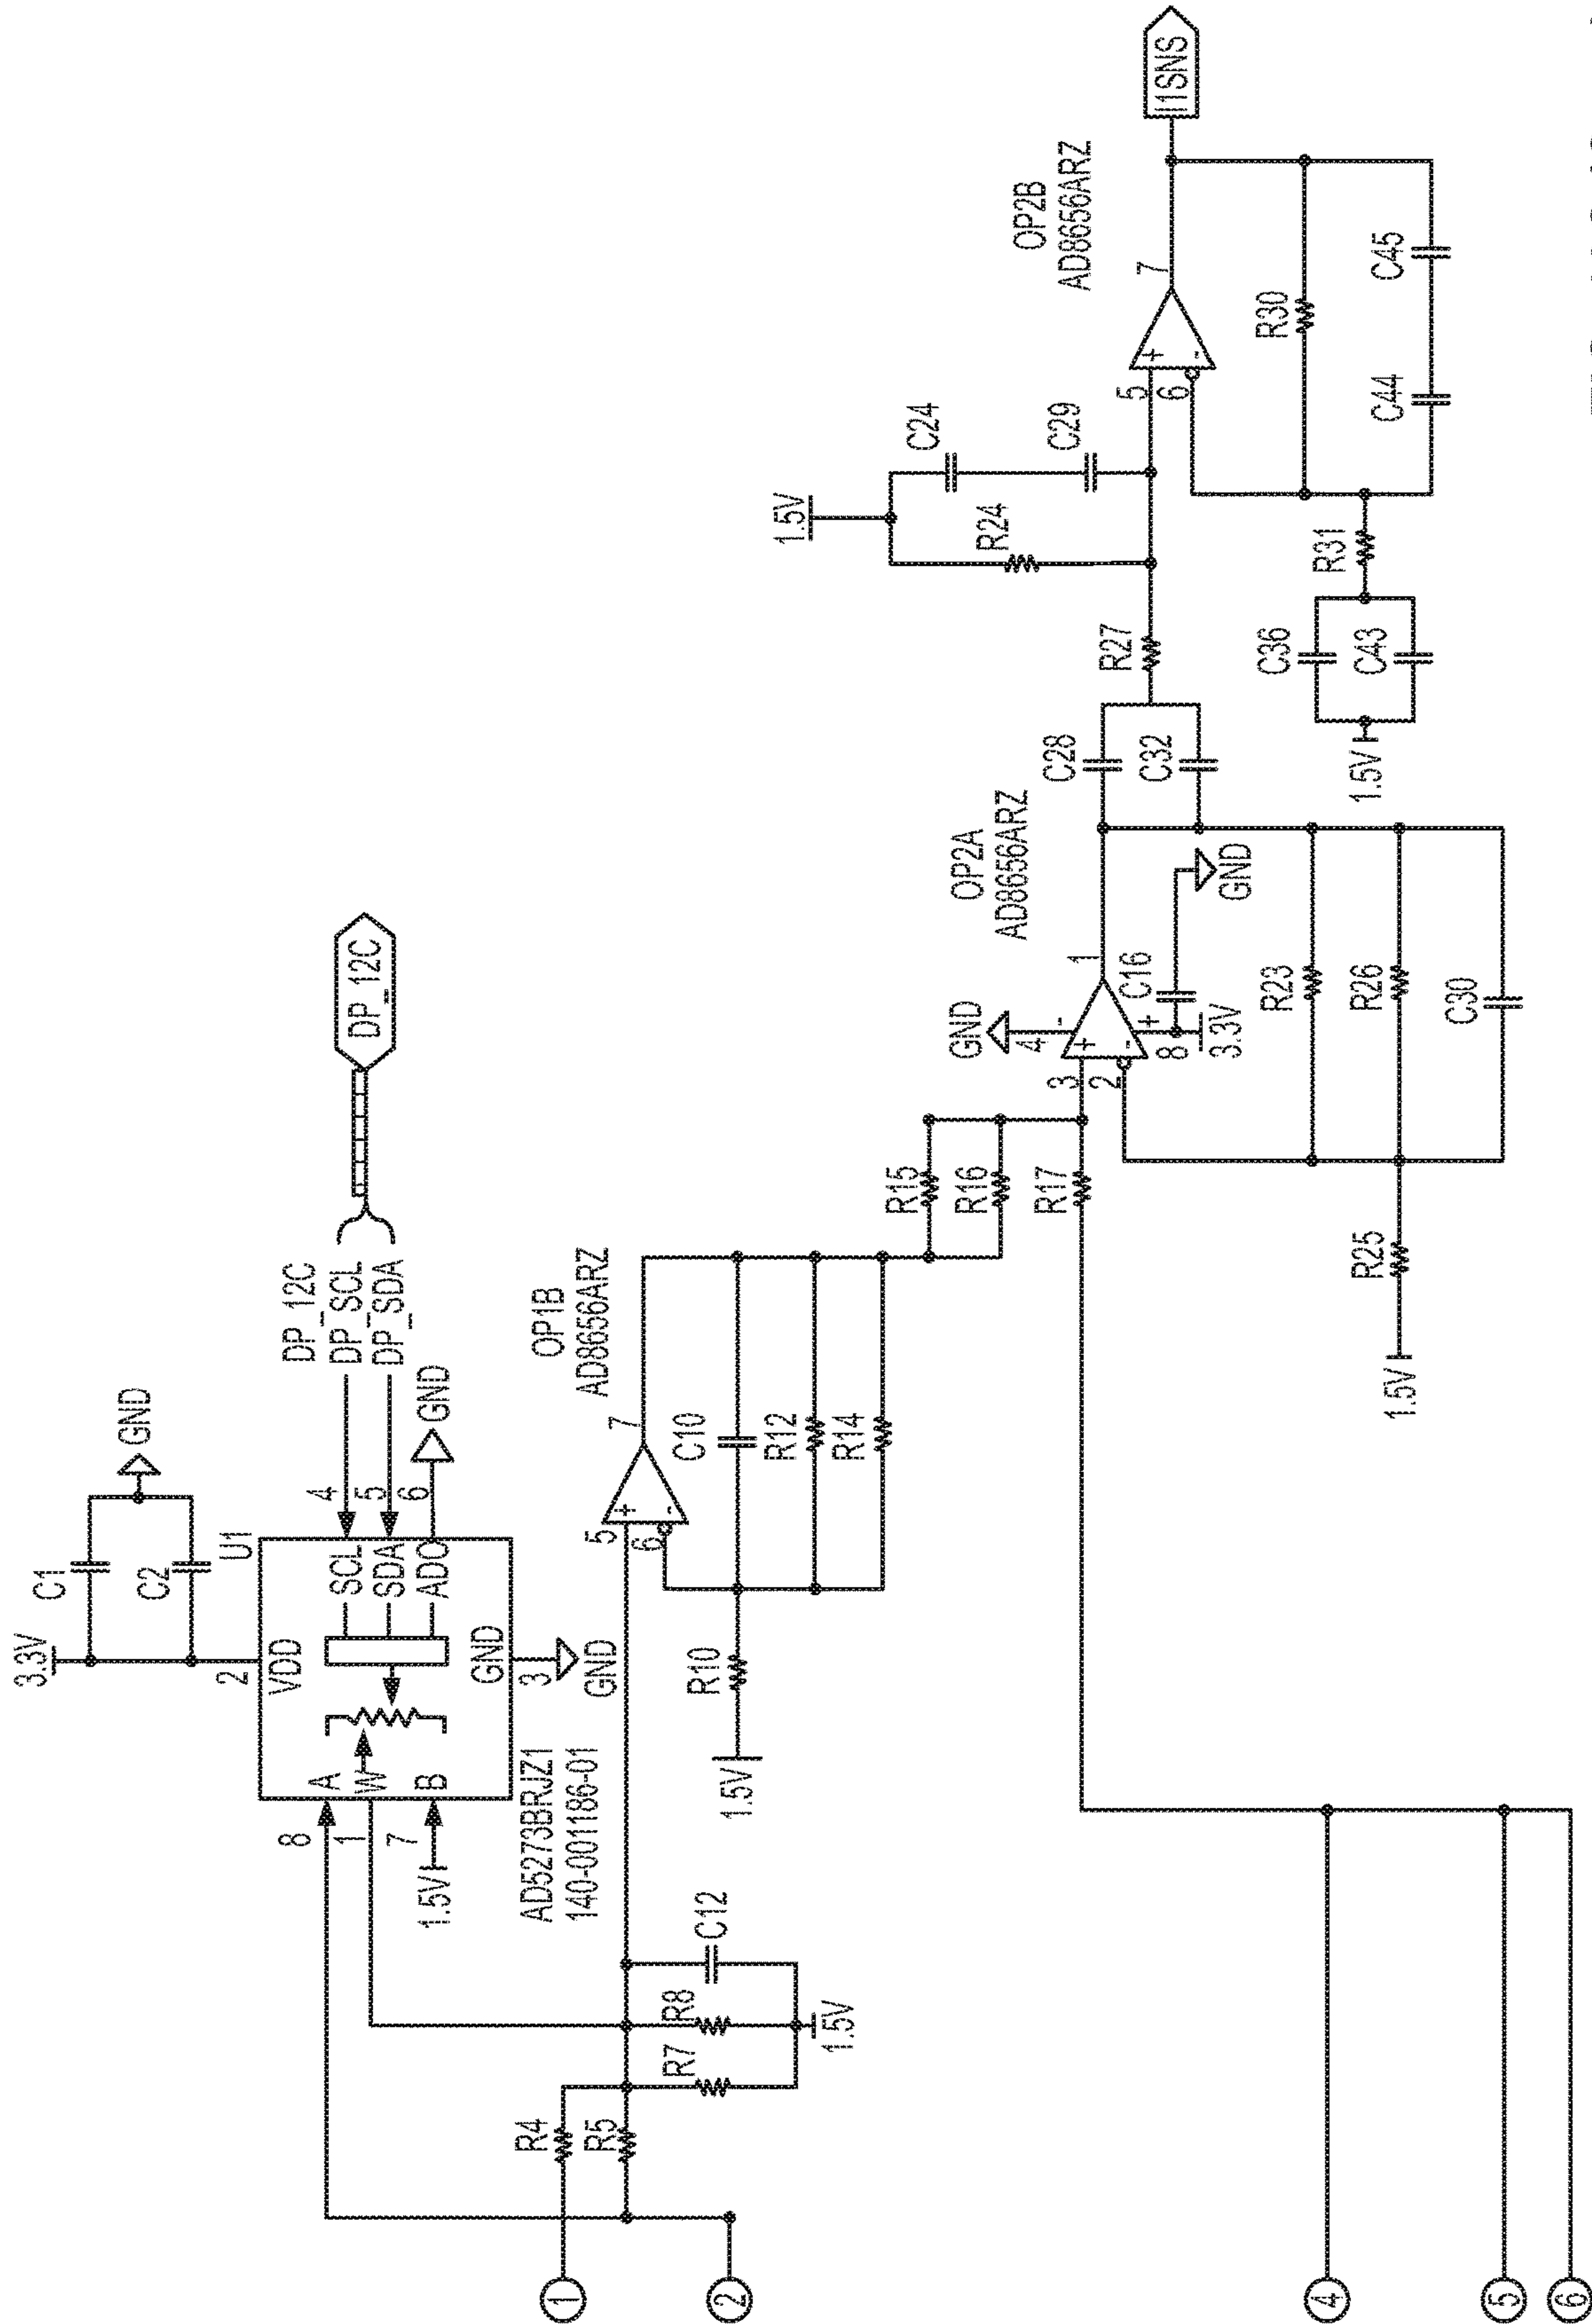 3.3V
C1
C2
GND
2
VDD
U1
8
A
1
W
7
B
1.5V
SCL
4
SDA
5
ADO
6
GND
GND
3
GND
DP_12C
DP_SCL
DP_SDA
DP_12C
AD5273BRJZ1
140-001186-01
OP1B
AD8656ARZ
5
6
7
+
-
C10
R12
R14
R10
1.5V
R4
R5
R7
R8
C12
1.5V
1
2
R15
R16
R17
OP2A
AD8656ARZ
GND
4
-
3
2
+
-
1
8
+
3.3V
C16
GND
R23
R26
C30
R25
1.5V
C28
C32
R27
1.5V
R24
C24
C29
OP2B
AD8656ARZ
5
6
+
-
7
I1SNS
R30
C44
C45
R31
C36
C43
1.5V
4
5
6